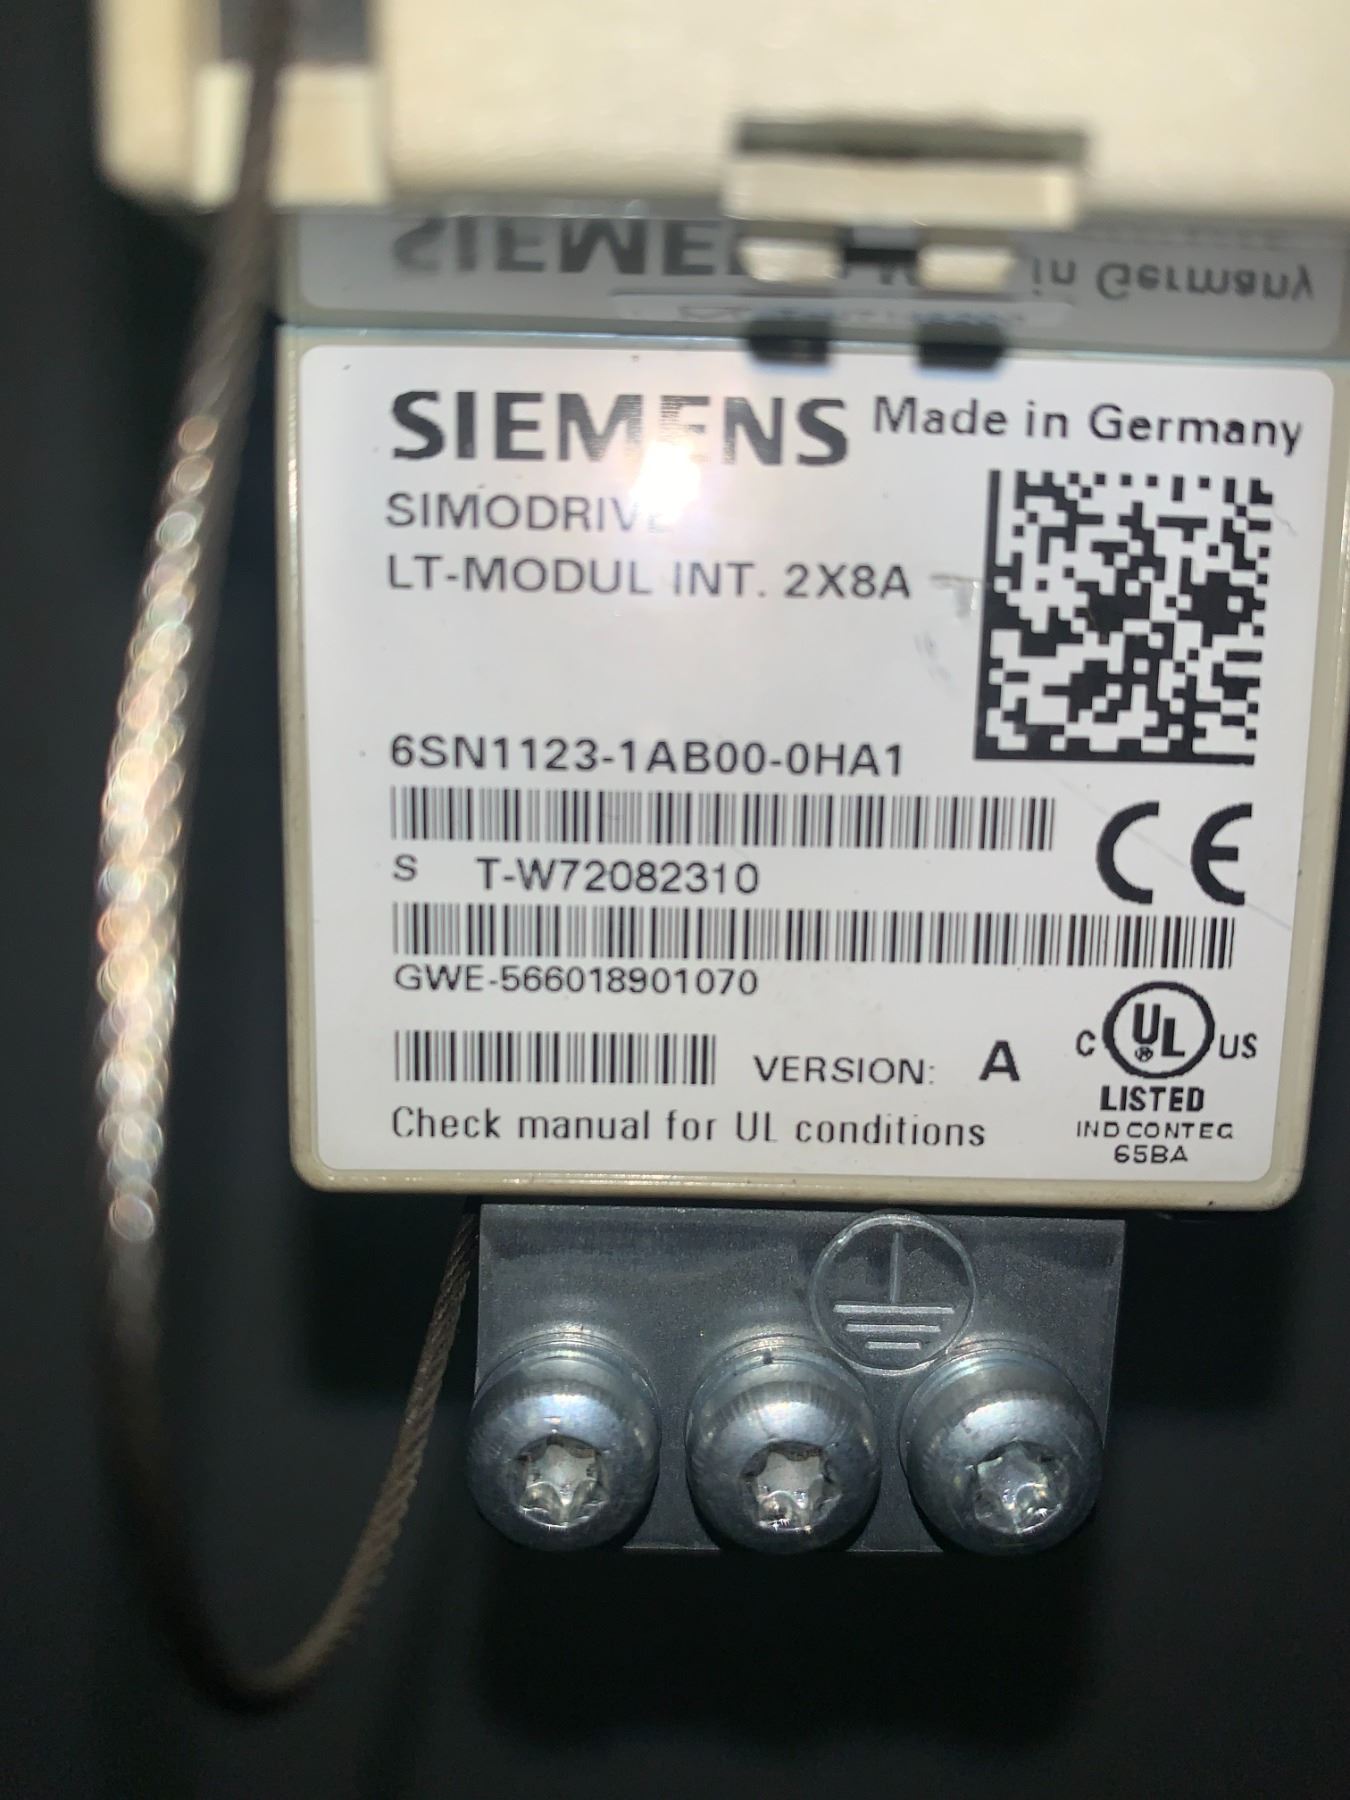 SIEMENS Made in Germany
SIMODRIVE
LT-MODUL INT. 2X8A
6SN1123-1AB00-0HA1
S T-W72082310
GWE-566018901070
VERSION: A
Check manual for UL conditions
CE
C UL US
®
LISTED
IND CONT EQ
65BA